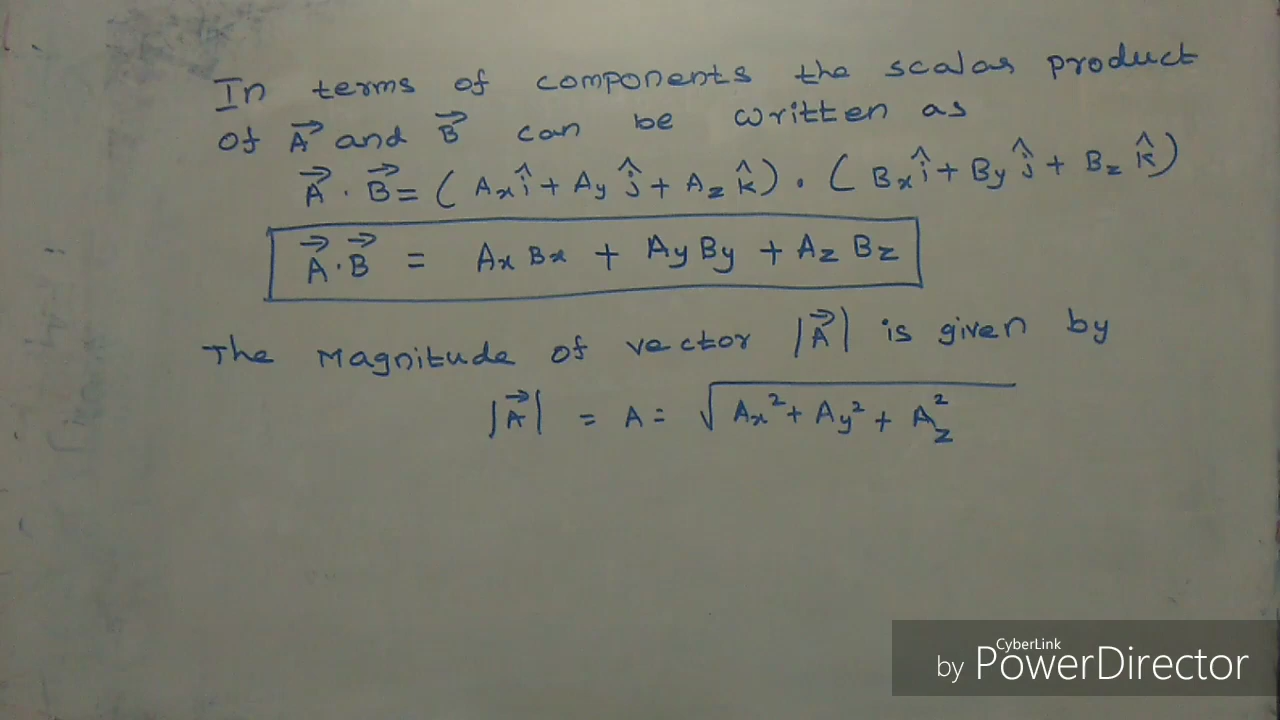 In terms of components the scalar product
of A⃗ and B⃗ can be written as
A⃗ · B⃗ = ( Ax î + Ay ĵ + Az k̂ ) . ( Bx î + By ĵ + Bz k̂ )
A⃗ · B⃗ = Ax Bx + Ay By + Az Bz
The Magnitude of vector |A⃗| is given by
|A⃗| = A = √(Ax² + Ay² + Az²)
CyberLink
by PowerDirector